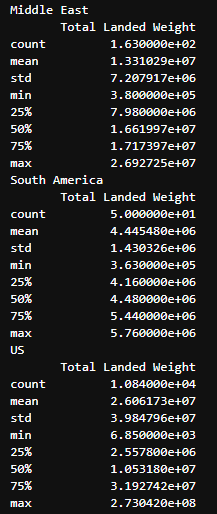 Middle East
Total Landed Weight
count 1.630000e+02
mean 1.331029e+07
std 7.207917e+06
min 3.800000e+05
25% 7.980000e+06
50% 1.661997e+07
75% 1.717397e+07
max 2.692725e+07
South America
Total Landed Weight
count 5.000000e+01
mean 4.445480e+06
std 1.430326e+06
min 3.630000e+05
25% 4.160000e+06
50% 4.480000e+06
75% 5.440000e+06
max 5.760000e+06
US
Total Landed Weight
count 1.084000e+04
mean 2.606173e+07
std 3.984796e+07
min 6.850000e+03
25% 2.557800e+06
50% 1.053180e+07
75% 3.192742e+07
max 2.730420e+08